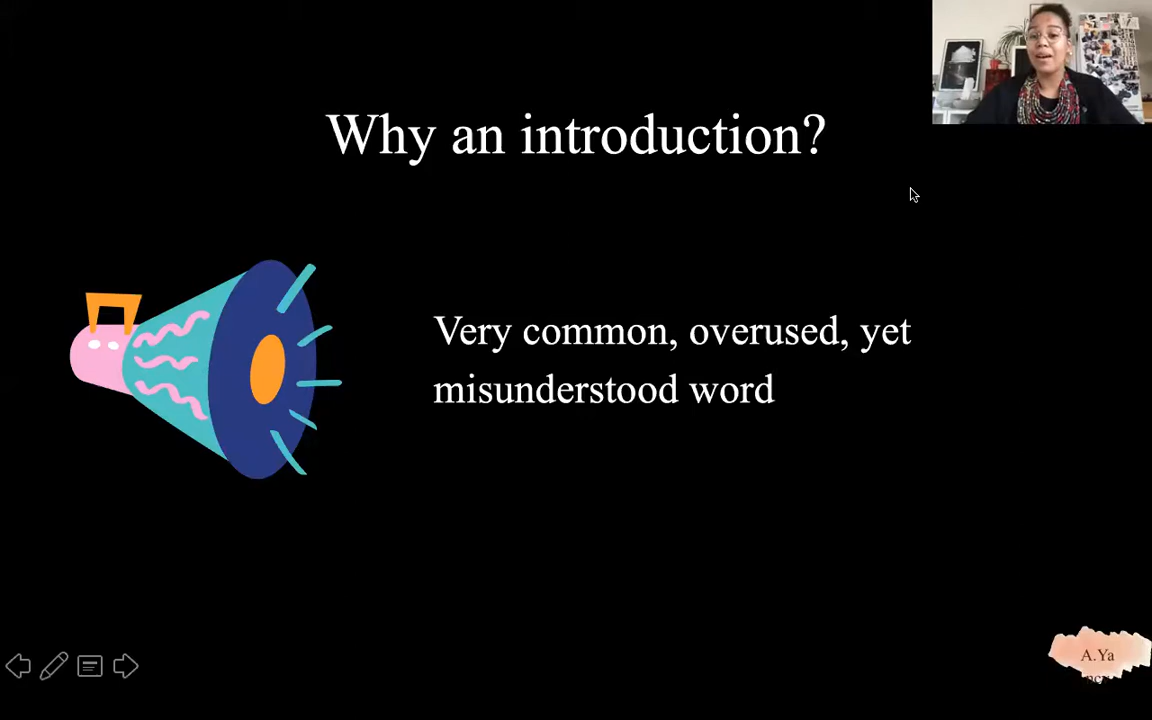 Why an introduction?
Very common, overused, yet
misunderstood word
A.Ya